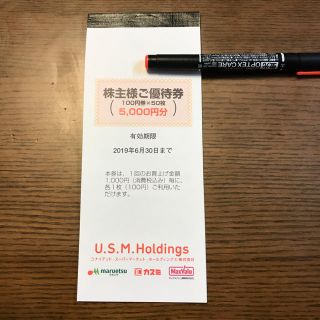 株主様ご優待券
(100円券×50枚)
5,000円分
有効期限
2019年6月30日まで
本券は、1回のお買上げ金額
1,000円(消費税込み)毎に、
各1枚(100円)ご利用いただ
けます。
U.S.M.Holdings
ユナイテッド・スーパーマーケット・ホールディングス株式会社
maruetsu
カスミ
MaxValu
OPTEX CARE